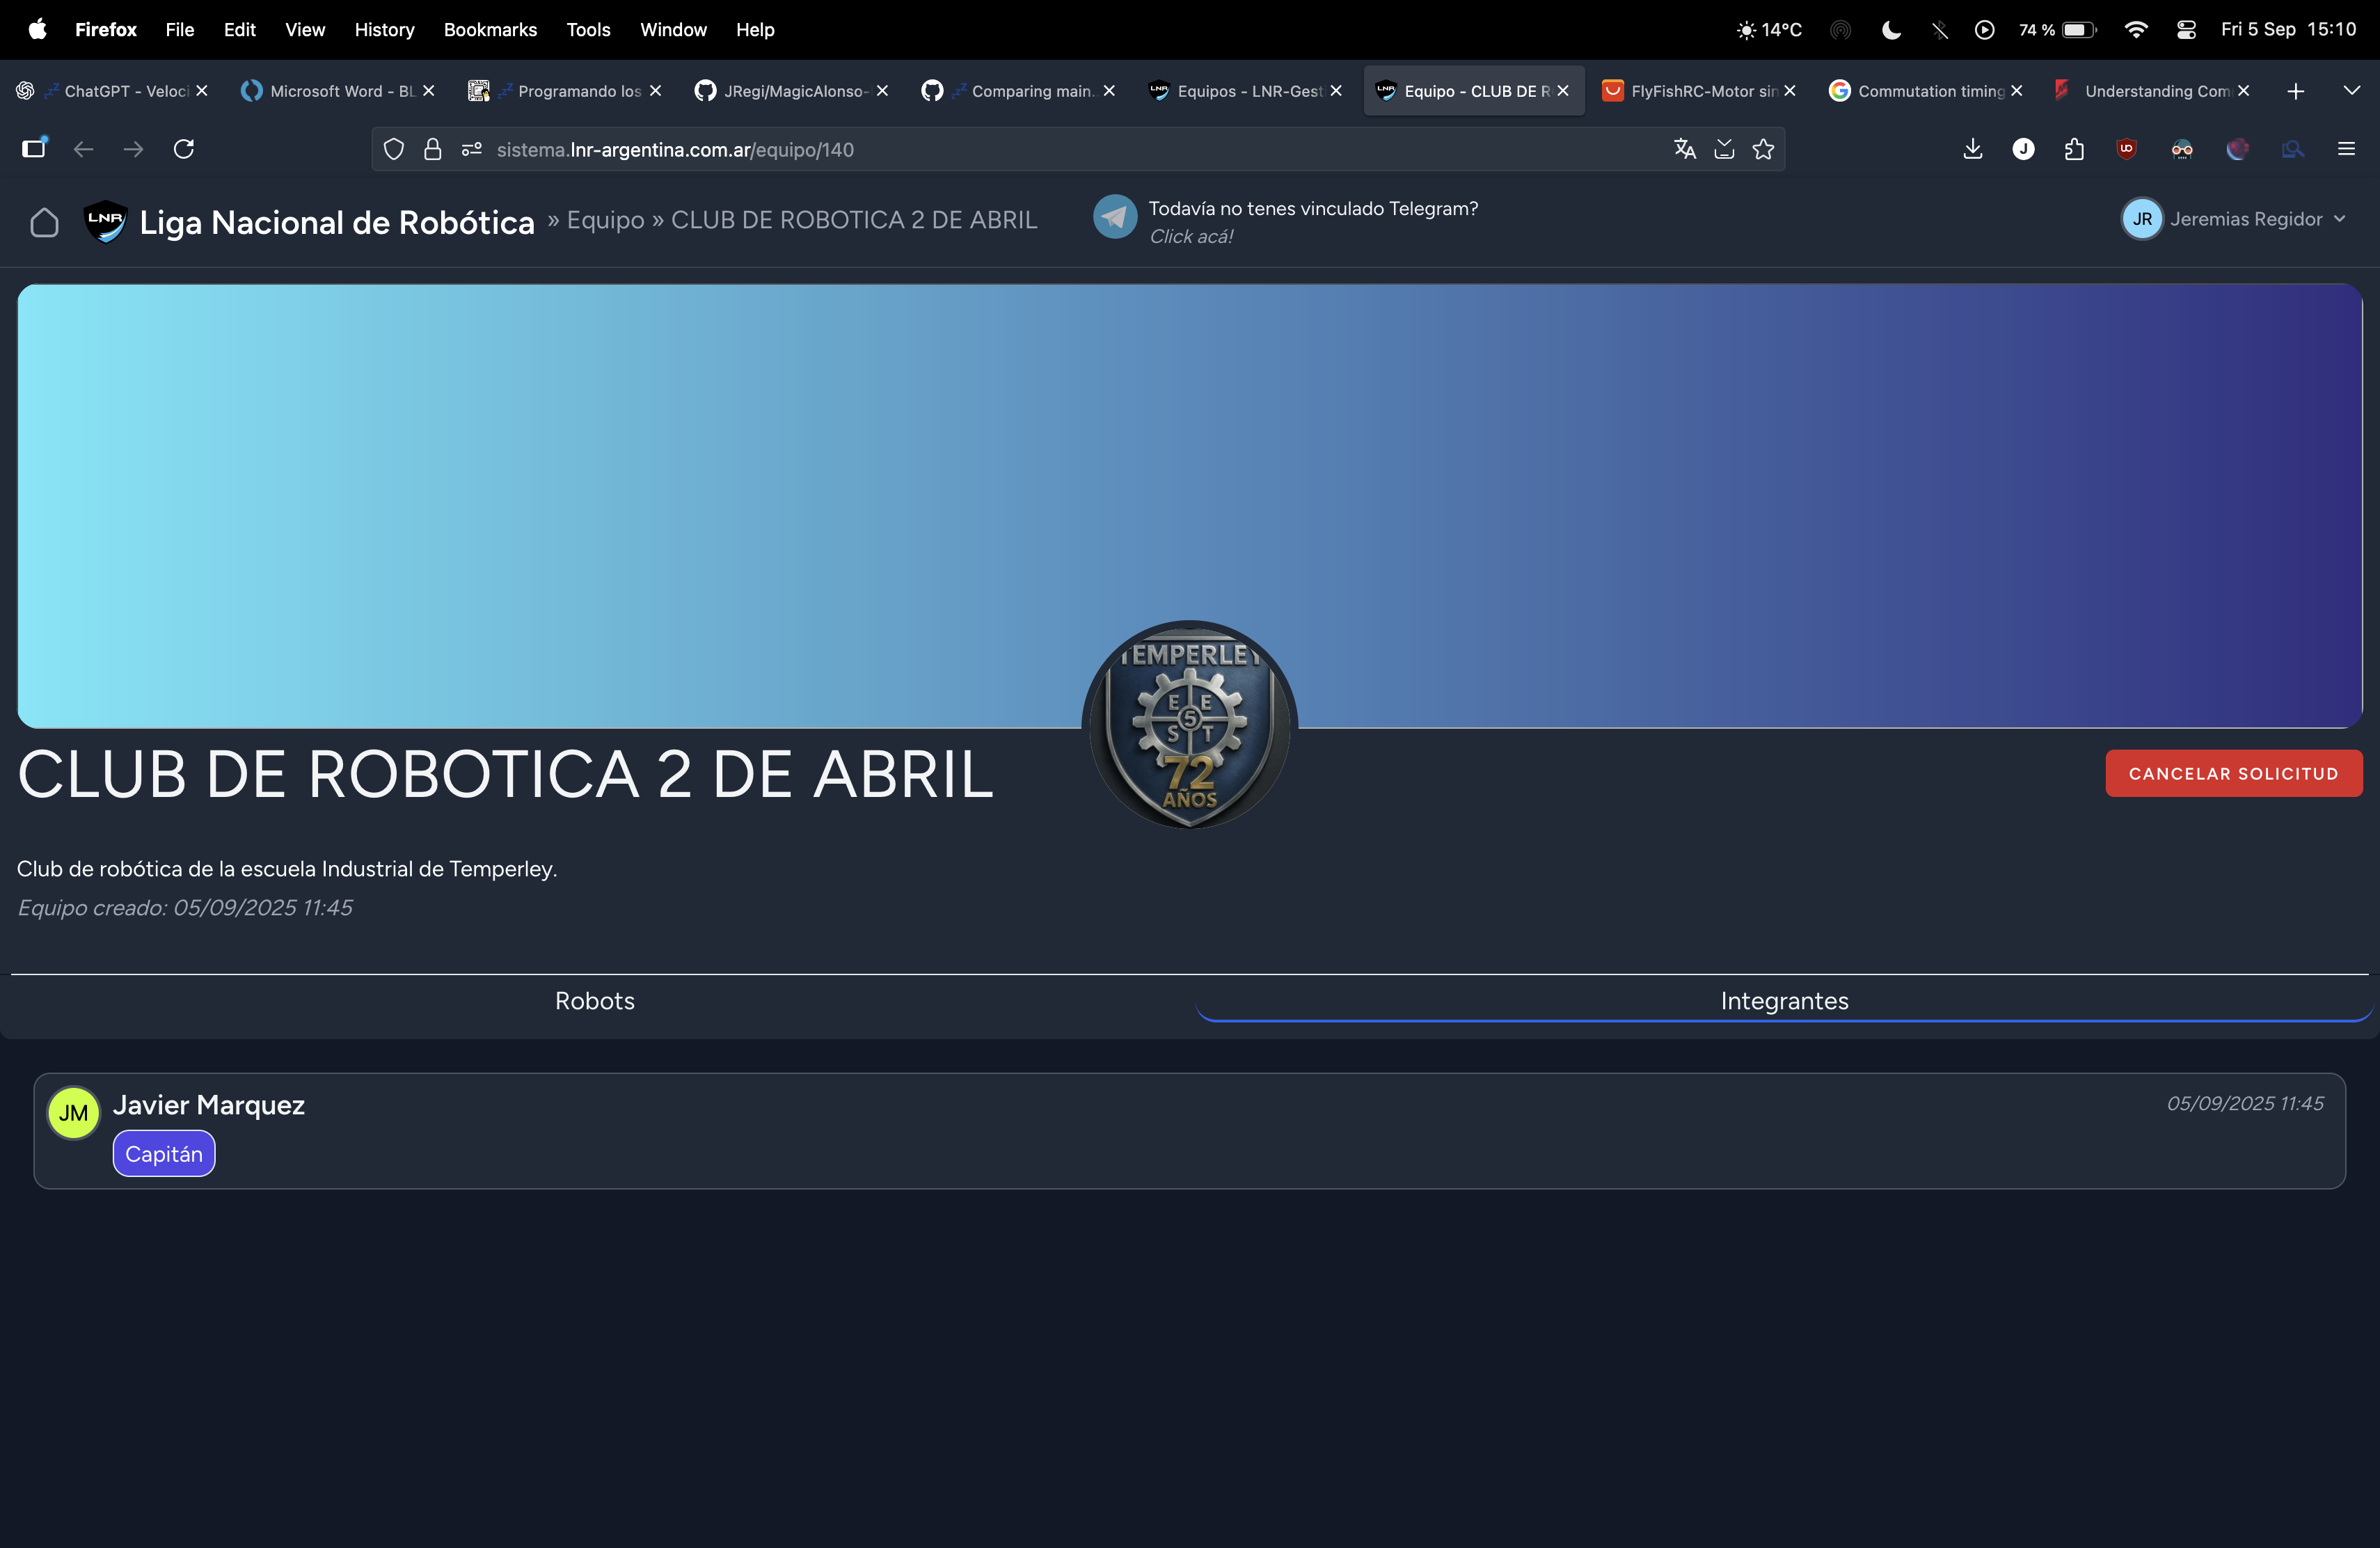 Firefox File Edit View History Bookmarks Tools Window Help 14°C 74 % Fri 5 Sep 15:10
ChatGPT - Veloci Microsoft Word - BL Programando los JRegi/MagicAlonso- Comparing main. Equipos - LNR-Gest Equipo - CLUB DE R FlyFishRC-Motor sin Commutation timing Understanding Com
sistema.lnr-argentina.com.ar/equipo/140 J
LNR Liga Nacional de Robótica » Equipo » CLUB DE ROBOTICA 2 DE ABRIL
Todavía no tenes vinculado Telegram?
Click acá!
JR Jeremias Regidor
TEMPERLEY
E E
5
S T
72
AÑOS
CLUB DE ROBOTICA 2 DE ABRIL
CANCELAR SOLICITUD
Club de robótica de la escuela Industrial de Temperley.
Equipo creado: 05/09/2025 11:45
Robots Integrantes
JM Javier Marquez 05/09/2025 11:45
Capitán